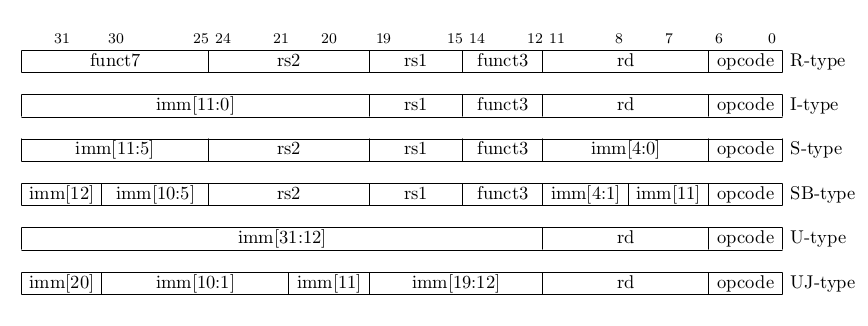 31 30 25 24 21 20 19 15 14 12 11 8 7 6 0
funct7 rs2 rs1 funct3 rd opcode R-type
imm[11:0] rs1 funct3 rd opcode I-type
imm[11:5] rs2 rs1 funct3 imm[4:0] opcode S-type
imm[12] imm[10:5] rs2 rs1 funct3 imm[4:1] imm[11] opcode SB-type
imm[31:12] rd opcode U-type
imm[20] imm[10:1] imm[11] imm[19:12] rd opcode UJ-type